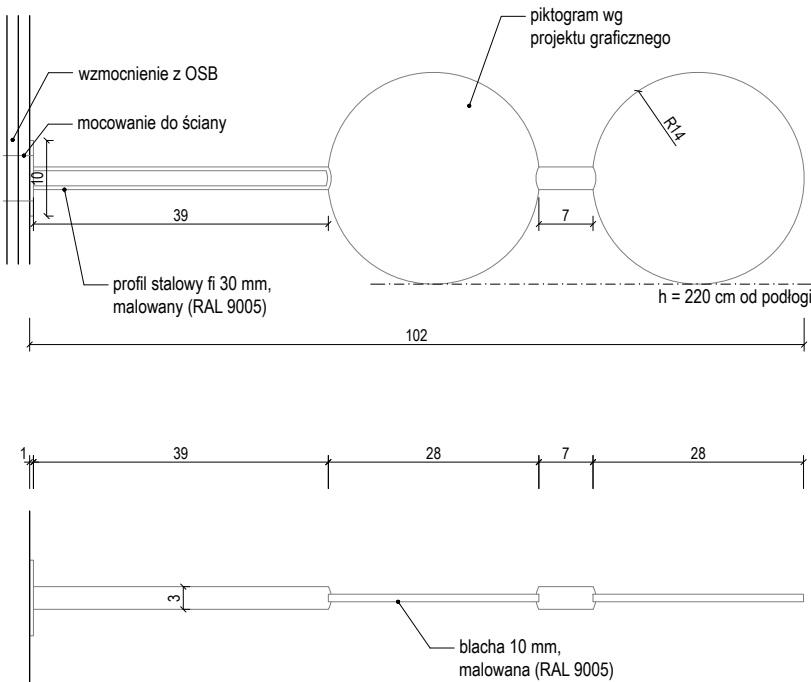 piktogram wg
projektu graficznego
wzmocnienie z OSB
mocowanie do ściany
R14
10
39
7
profil stalowy fi 30 mm,
malowany (RAL 9005)
h = 220 cm od podłogi
102
1
39
28
7
28
3
blacha 10 mm,
malowana (RAL 9005)